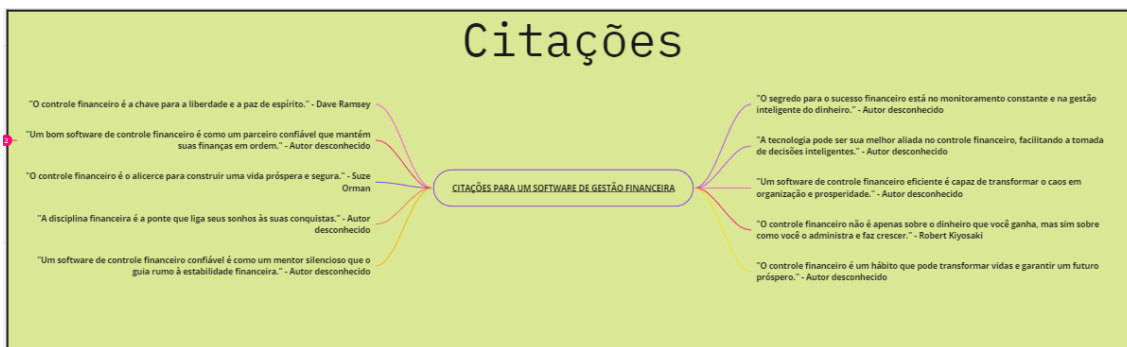 Citações
"O controle financeiro é a chave para a liberdade e a paz de espírito." - Dave Ramsey
"Um bom software de controle financeiro é como um parceiro confiável que mantém
suas finanças em ordem." - Autor desconhecido
2
"O controle financeiro é o alicerce para construir uma vida próspera e segura." - Suze
Orman
"A disciplina financeira é a ponte que liga seus sonhos às suas conquistas." - Autor
desconhecido
"Um software de controle financeiro confiável é como um mentor silencioso que o
guia rumo à estabilidade financeira." - Autor desconhecido
CITAÇÕES PARA UM SOFTWARE DE GESTÃO FINANCEIRA
"O segredo para o sucesso financeiro está no monitoramento constante e na gestão
inteligente do dinheiro." - Autor desconhecido
"A tecnologia pode ser sua melhor aliada no controle financeiro, facilitando a tomada
de decisões inteligentes." - Autor desconhecido
"Um software de controle financeiro eficiente é capaz de transformar o caos em
organização e prosperidade." - Autor desconhecido
"O controle financeiro não é apenas sobre o dinheiro que você ganha, mas sim sobre
como você o administra e faz crescer." - Robert Kiyosaki
"O controle financeiro é um hábito que pode transformar vidas e garantir um futuro
próspero." - Autor desconhecido